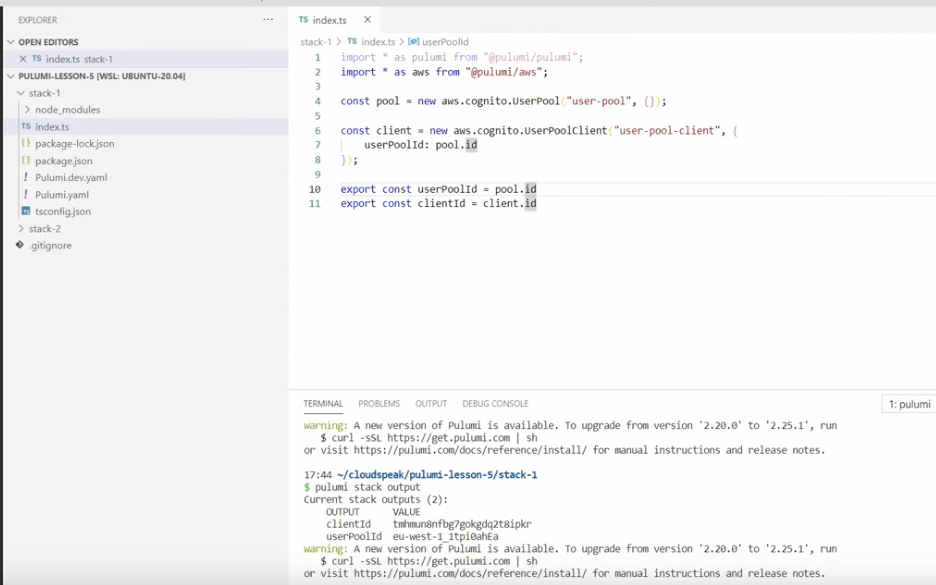 EXPLORER
···
OPEN EDITORS
TS index.ts stack-1
PULUMI-LESSON-5 [WSL: UBUNTU-20.04]
stack-1
node_modules
TS index.ts
{} package-lock.json
{} package.json
! Pulumi.dev.yaml
! Pulumi.yaml
tsconfig.json
stack-2
.gitignore
TS index.ts
stack-1 > TS index.ts > userPoolId
1 import * as pulumi from "@pulumi/pulumi";
2 import * as aws from "@pulumi/aws";
3
4 const pool = new aws.cognito.UserPool("user-pool", {});
5
6 const client = new aws.cognito.UserPoolClient("user-pool-client", {
7 userPoolId: pool.id
8 });
9
10 export const userPoolId = pool.id
11 export const clientId = client.id
TERMINAL PROBLEMS OUTPUT DEBUG CONSOLE 1: pulumi
warning: A new version of Pulumi is available. To upgrade from version '2.20.0' to '2.25.1', run
$ curl -sSL https://get.pulumi.com | sh
or visit https://pulumi.com/docs/reference/install/ for manual instructions and release notes.
17:44 ~/cloudspeak/pulumi-lesson-5/stack-1
$ pulumi stack output
Current stack outputs (2):
OUTPUT VALUE
clientId tmhmun8nfbg7gokgdq2t8ipkr
userPoolId eu-west-1_1tpi0ahEa
warning: A new version of Pulumi is available. To upgrade from version '2.20.0' to '2.25.1', run
$ curl -sSL https://get.pulumi.com | sh
or visit https://pulumi.com/docs/reference/install/ for manual instructions and release notes.